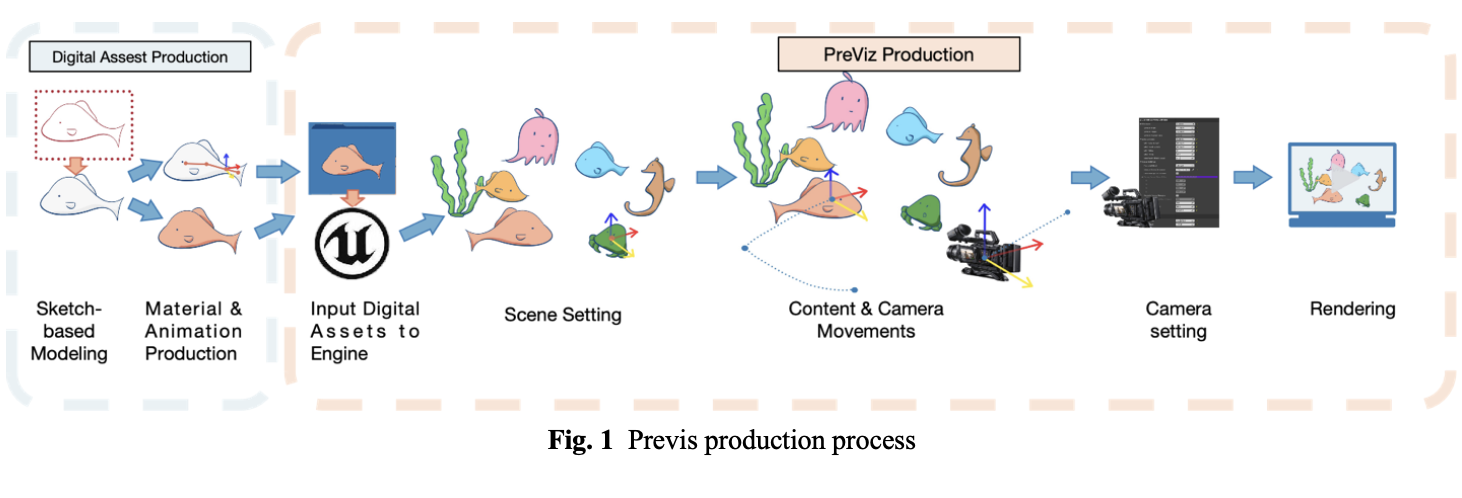 Digital Assest Production
PreViz Production
Sketch-
based
Modeling
Material &
Animation
Production
Input Digital
Assets to
Engine
Scene Setting
Content & Camera
Movements
Camera
setting
Rendering
Fig. 1 Previs production process